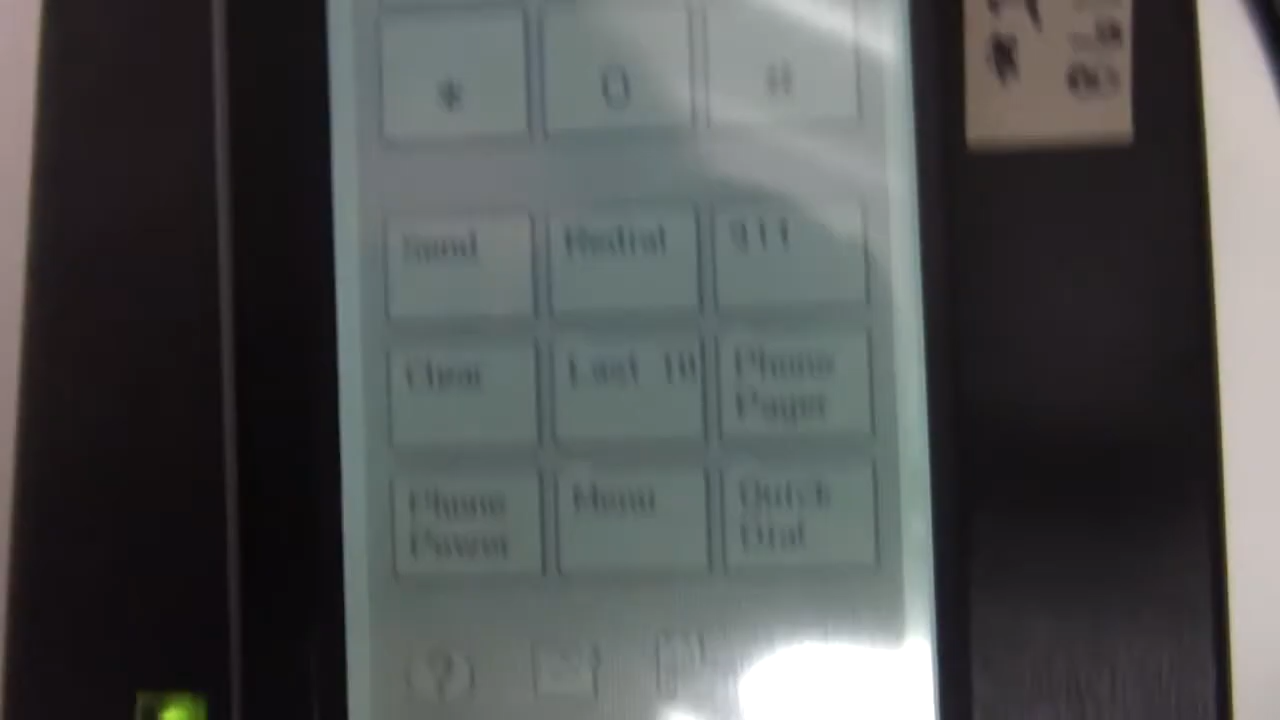 * 0 #
Send Redial 911
Clear Last 10 Phone
Pager
Phone Menu Quick
Power Dial